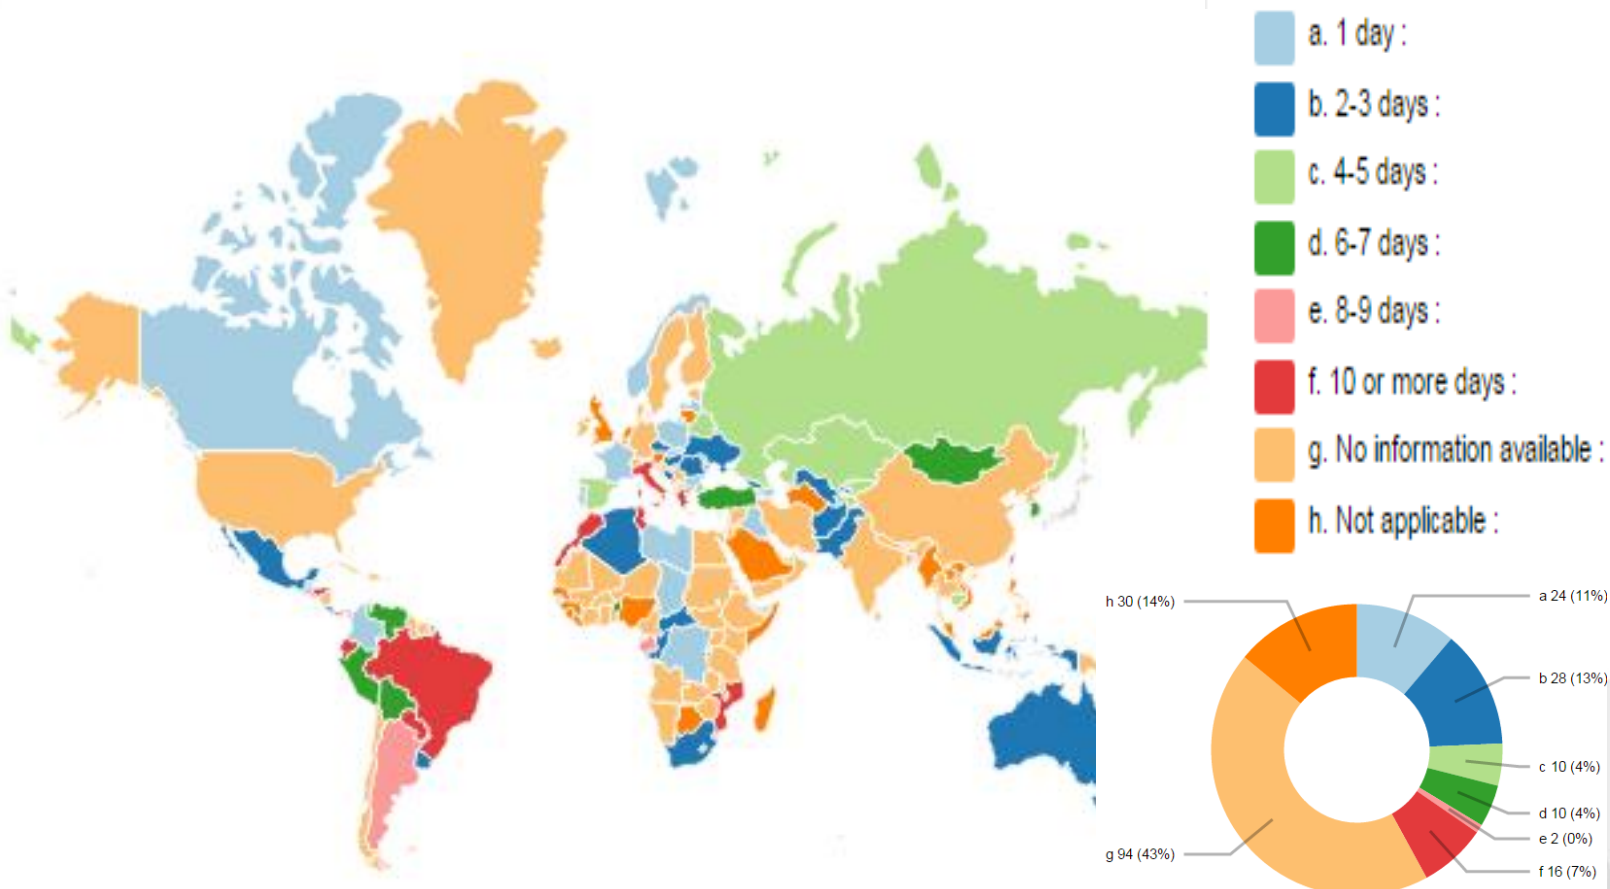 a. 1 day :
b. 2-3 days :
c. 4-5 days :
d. 6-7 days :
e. 8-9 days :
f. 10 or more days :
g. No information available :
h. Not applicable :
h 30 (14%)
a 24 (11%)
b 28 (13%)
c 10 (4%)
d 10 (4%)
e 2 (0%)
g 94 (43%)
f 16 (7%)